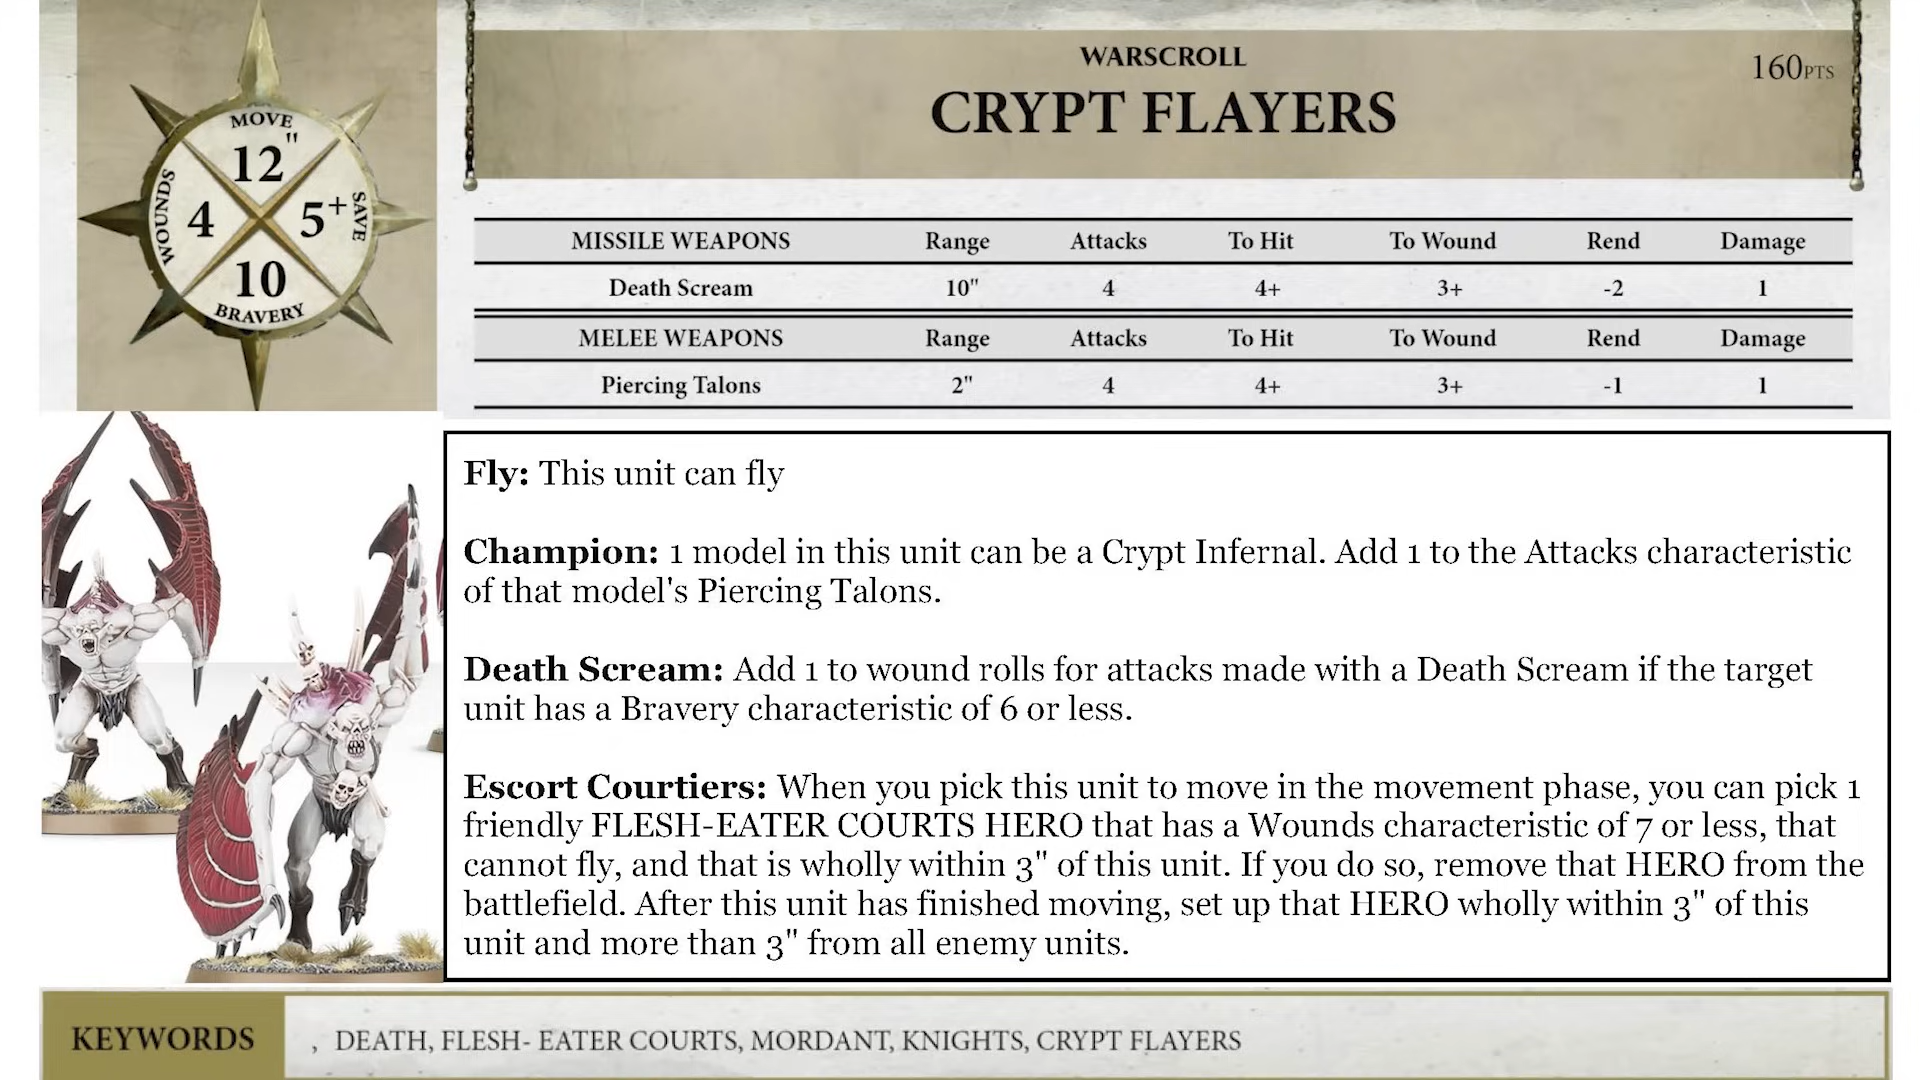 MOVE
12"
WOUNDS
4
5+
SAVE
10
BRAVERY
WARSCROLL
160PTS
CRYPT FLAYERS
MISSILE WEAPONS Range Attacks To Hit To Wound Rend Damage
Death Scream 10" 4 4+ 3+ -2 1
MELEE WEAPONS Range Attacks To Hit To Wound Rend Damage
Piercing Talons 2" 4 4+ 3+ -1 1
Fly: This unit can fly
Champion: 1 model in this unit can be a Crypt Infernal. Add 1 to the Attacks characteristic
of that model's Piercing Talons.
Death Scream: Add 1 to wound rolls for attacks made with a Death Scream if the target
unit has a Bravery characteristic of 6 or less.
Escort Courtiers: When you pick this unit to move in the movement phase, you can pick 1
friendly FLESH-EATER COURTS HERO that has a Wounds characteristic of 7 or less, that
cannot fly, and that is wholly within 3" of this unit. If you do so, remove that HERO from the
battlefield. After this unit has finished moving, set up that HERO wholly within 3" of this
unit and more than 3" from all enemy units.
KEYWORDS , DEATH, FLESH- EATER COURTS, MORDANT, KNIGHTS, CRYPT FLAYERS